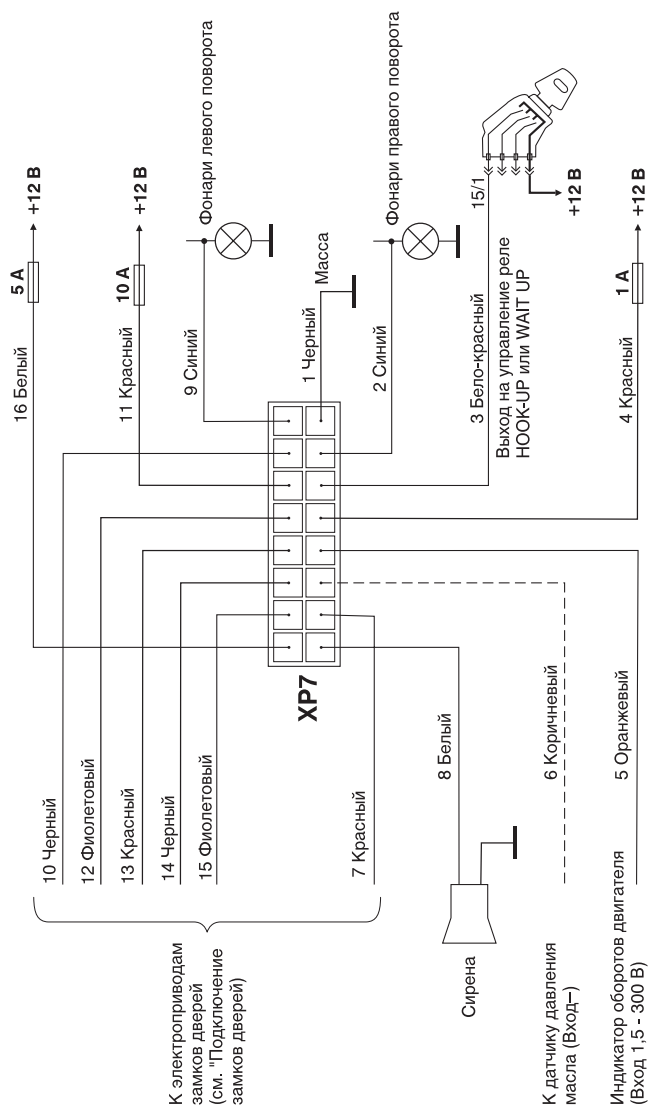 5 А
+12 В
16 Белый
10 А
+12 В
11 Красный
Фонари левого поворота
9 Синий
Масса
1 Черный
Фонари правого поворота
2 Синий
15/1
+12 В
3 Бело-красный
Выход на управление реле
HOOK-UP или WAIT UP
1 А
+12 В
4 Красный
XP7
10 Черный
12 Фиолетовый
13 Красный
14 Черный
15 Фиолетовый
7 Красный
8 Белый
6 Коричневый
5 Оранжевый
К электроприводам
замков дверей
(см. "Подключение
замков дверей)
Сирена
К датчику давления
масла (Вход–)
Индикатор оборотов двигателя
(Вход 1,5 - 300 В)